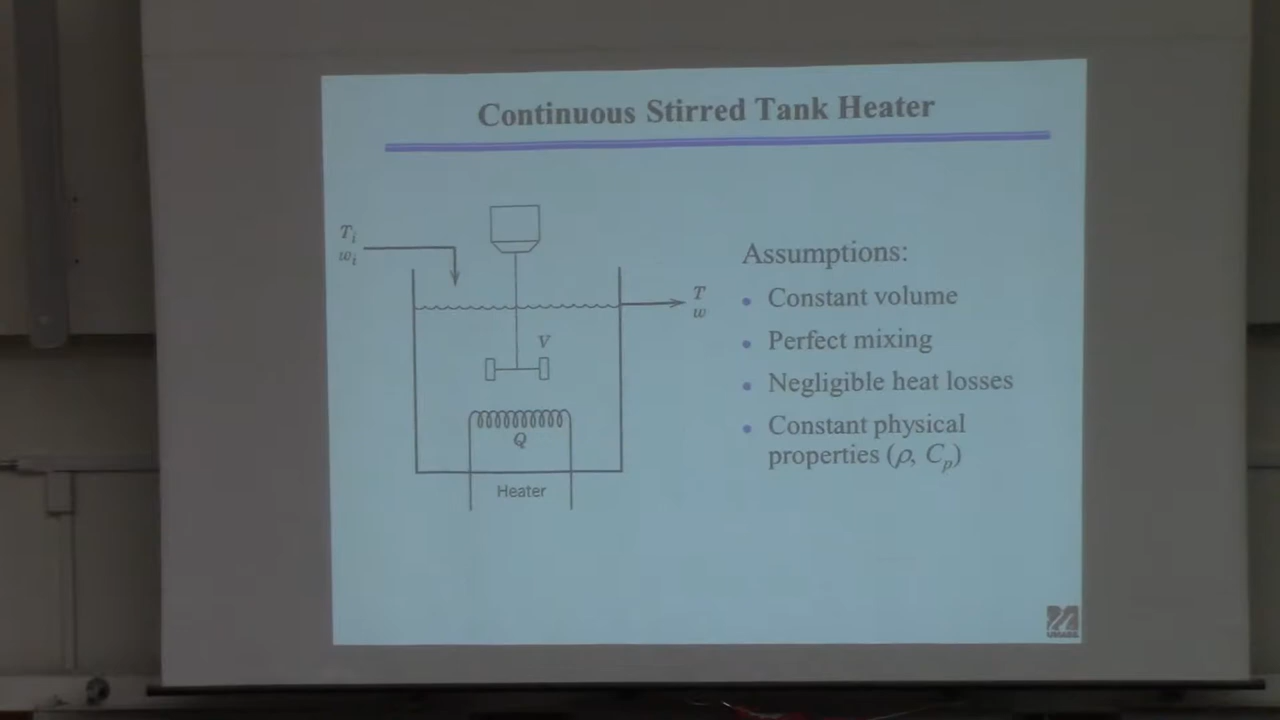 Continuous Stirred Tank Heater
T_i
w_i
T
w
V
Q
Heater
Assumptions:
• Constant volume
• Perfect mixing
• Negligible heat losses
• Constant physical
properties (ρ, C_p)
UMASS